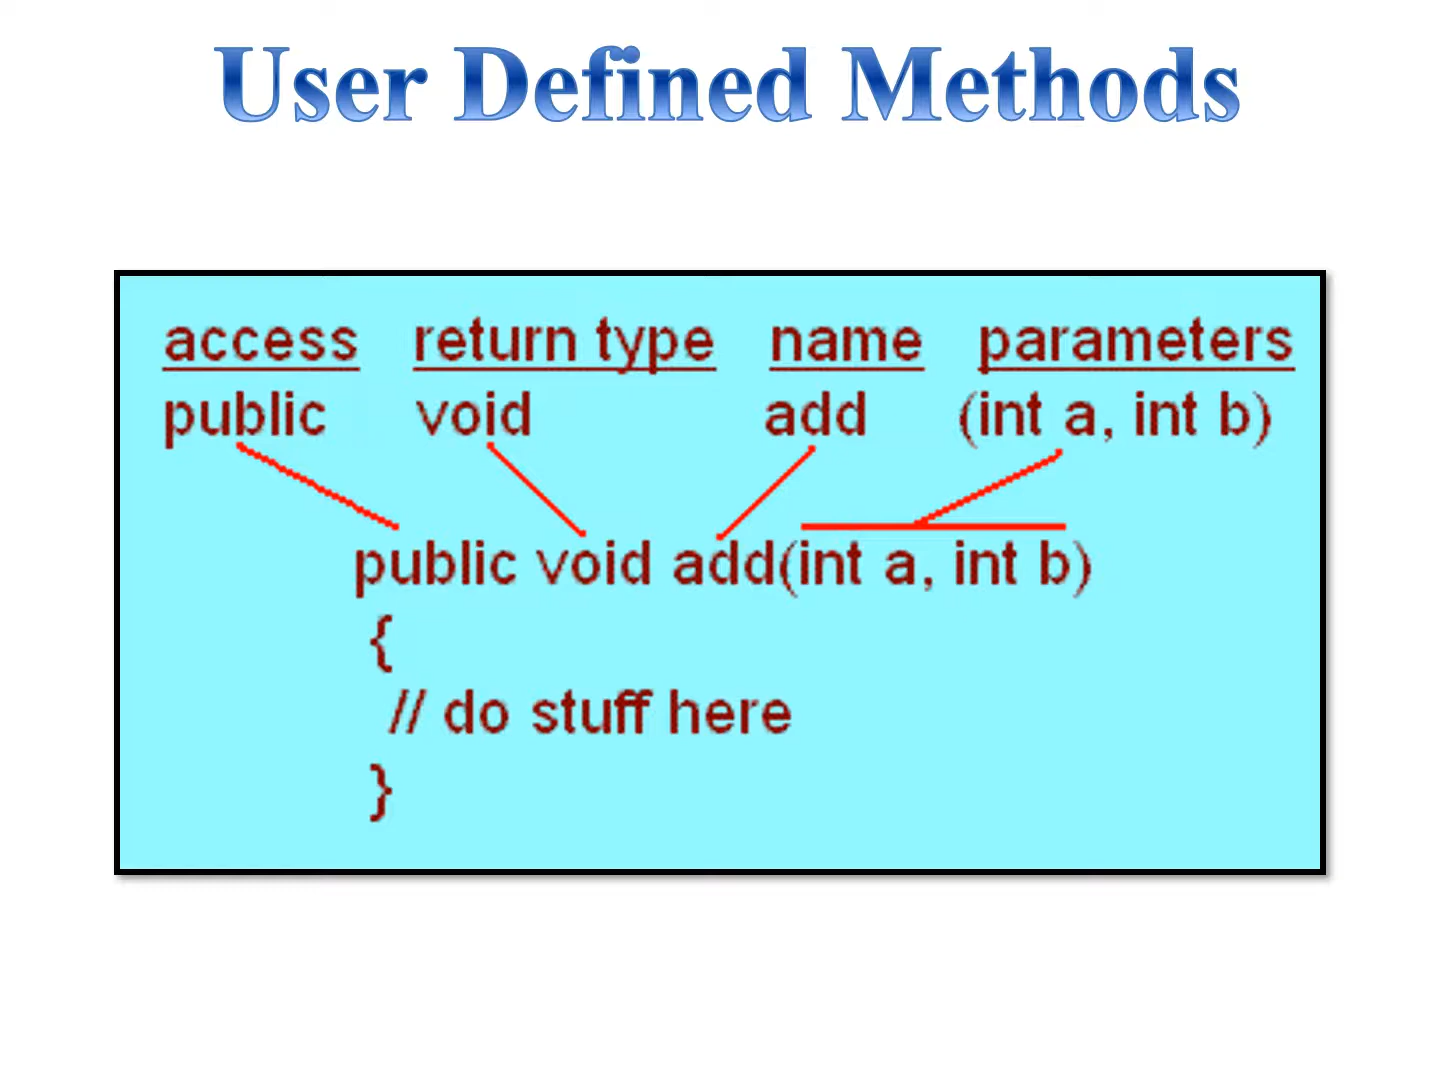 User Defined Methods
access return type name parameters
public void add (int a, int b)
public void add(int a, int b)
{
// do stuff here
}